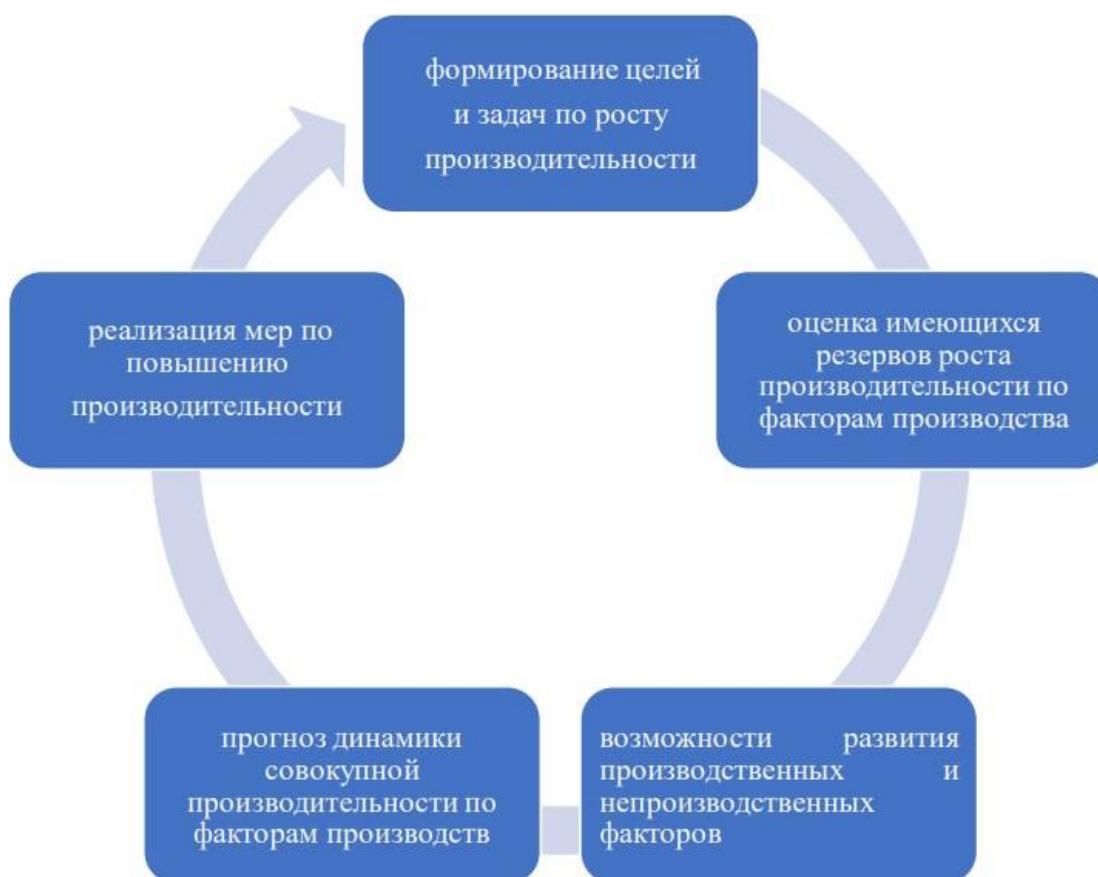 формирование целей
и задач по росту
производительности
оценка имеющихся
резервов роста
производительности по
факторам производства
возможности развития
производственных и
непроизводственных
факторов
прогноз динамики
совокупной
производительности по
факторам производств
реализация мер по
повышению
производительности